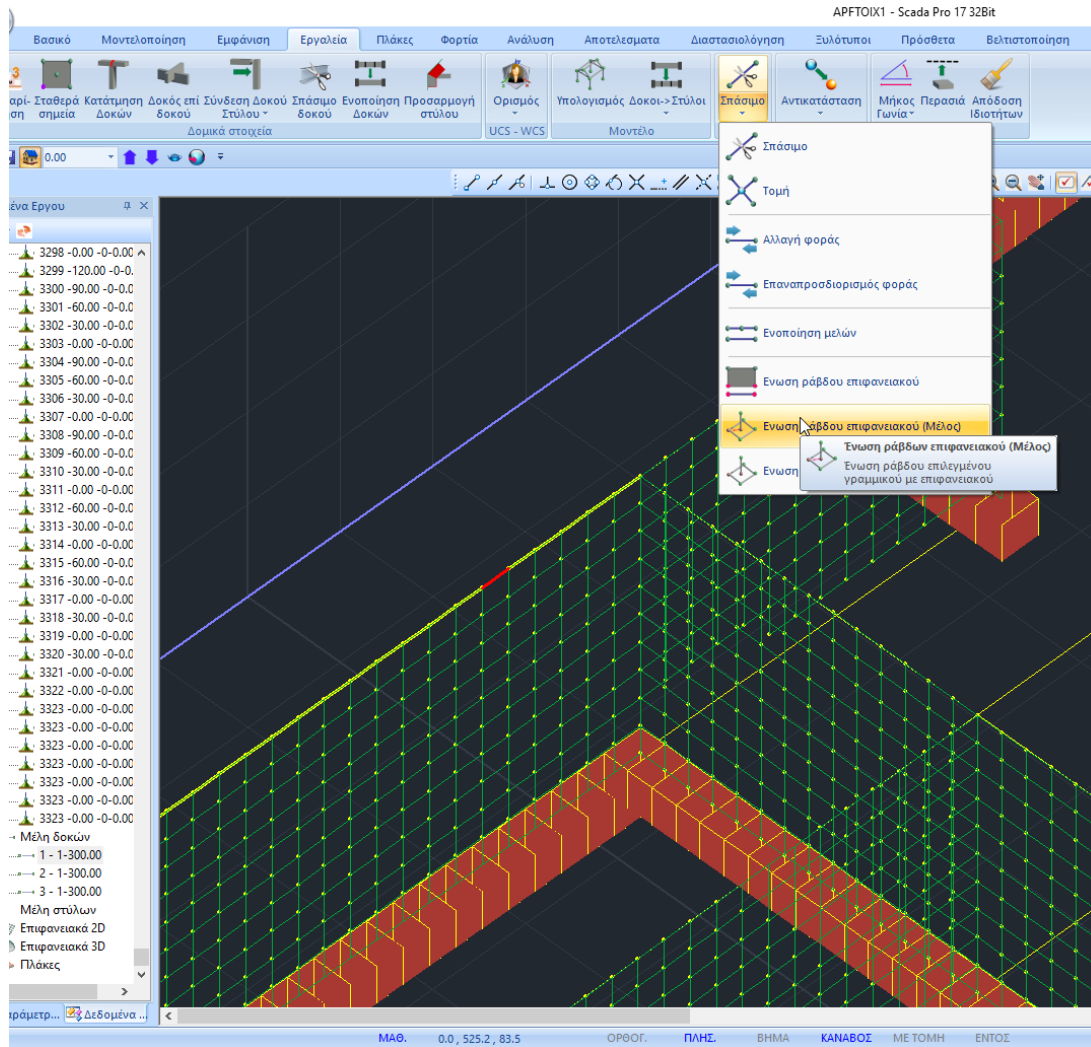 APFTOIX1 - Scada Pro 17 32Bit
Βασικό Μοντελοποίηση Εμφάνιση Εργαλεία Πλάκες Φορτία Ανάλυση Αποτελεσματα Διαστασιολόγηση Ξυλότυποι Πρόσθετα Βελτιστοποίηση
Σταθερά σημεία
Κατάτμηση Δοκών
Δοκός επί δοκού
Σύνδεση Δοκού Στύλου
Σπάσιμο δοκού
Ενοποίηση Δοκών
Προσαρμογή στύλου
Ορισμός
Υπολογισμός
Δοκοι->Στύλοι
Σπάσιμο
Αντικατάσταση
Μήκος Γωνία
Περασιά
Απόδοση Ιδιοτήτων
Δομικά στοιχεία
UCS - WCS
Μοντέλο
0.00
Σπάσιμο
Τομή
Αλλαγή φοράς
Επαναπροσδιορισμός φοράς
Ενοποίηση μελών
Ενωση ράβδου επιφανειακού
Ενωση ράβδου επιφανειακού (Μέλος)
Ενωση
Ένωση ράβδων επιφανειακού (Μέλος)
Ένωση ράβδου επιλεγμένου
γραμμικού με επιφανειακού
ένα Εργου
3298 -0.00 -0-0.00
3299 -120.00 -0-0.
3300 -90.00 -0-0.0
3301 -60.00 -0-0.0
3302 -30.00 -0-0.0
3303 -0.00 -0-0.00
3304 -90.00 -0-0.0
3305 -60.00 -0-0.0
3306 -30.00 -0-0.0
3307 -0.00 -0-0.00
3308 -90.00 -0-0.0
3309 -60.00 -0-0.0
3310 -30.00 -0-0.0
3311 -0.00 -0-0.00
3312 -60.00 -0-0.0
3313 -30.00 -0-0.0
3314 -0.00 -0-0.00
3315 -60.00 -0-0.0
3316 -30.00 -0-0.0
3317 -0.00 -0-0.00
3318 -30.00 -0-0.0
3319 -0.00 -0-0.00
3320 -30.00 -0-0.0
3321 -0.00 -0-0.00
3322 -0.00 -0-0.00
3323 -0.00 -0-0.00
3323 -0.00 -0-0.00
3323 -0.00 -0-0.00
3323 -0.00 -0-0.00
3323 -0.00 -0-0.00
3323 -0.00 -0-0.00
3323 -0.00 -0-0.00
Μέλη δοκών
1 - 1-300.00
2 - 1-300.00
3 - 1-300.00
Μέλη στύλων
Επιφανειακά 2D
Επιφανειακά 3D
Πλάκες
αράμετρ... Δεδομένα ...
ΜΑΘ. 0.0 , 525.2 , 83.5 ΟΡΘΟΓ. ΠΛΗΣ. ΒΗΜΑ ΚΑΝΑΒΟΣ ΜΕ ΤΟΜΗ ΕΝΤΟΣ